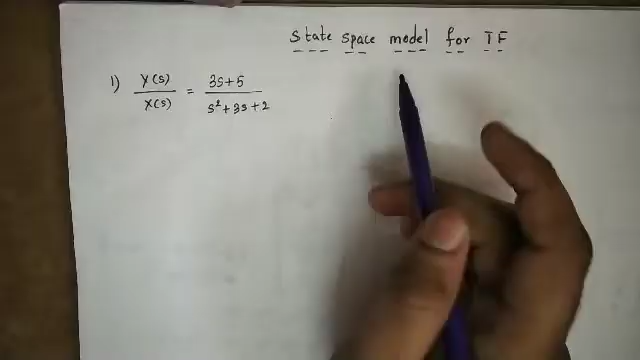 State space model for TF
1) Y(s)/X(s) = 3s+5/s²+3s+2